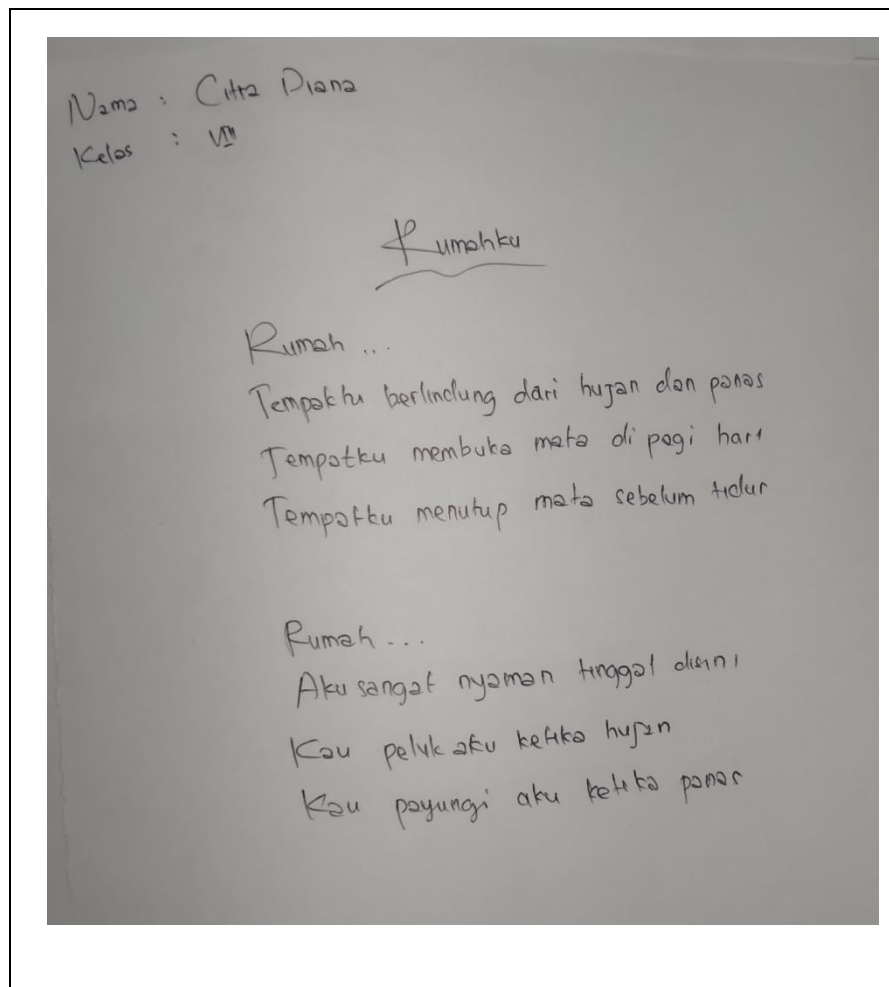 Nama : Citra Diana
Kelas : VIII
Rumahku
Rumah ...
Tempatku berlindung dari hujan dan panas
Tempatku membuka mata di pagi hari
Tempatku menutup mata sebelum tidur
Rumah ...
Aku sangat nyaman tinggal disini
Kau peluk aku ketika hujan
Kau payungi aku ketika panas